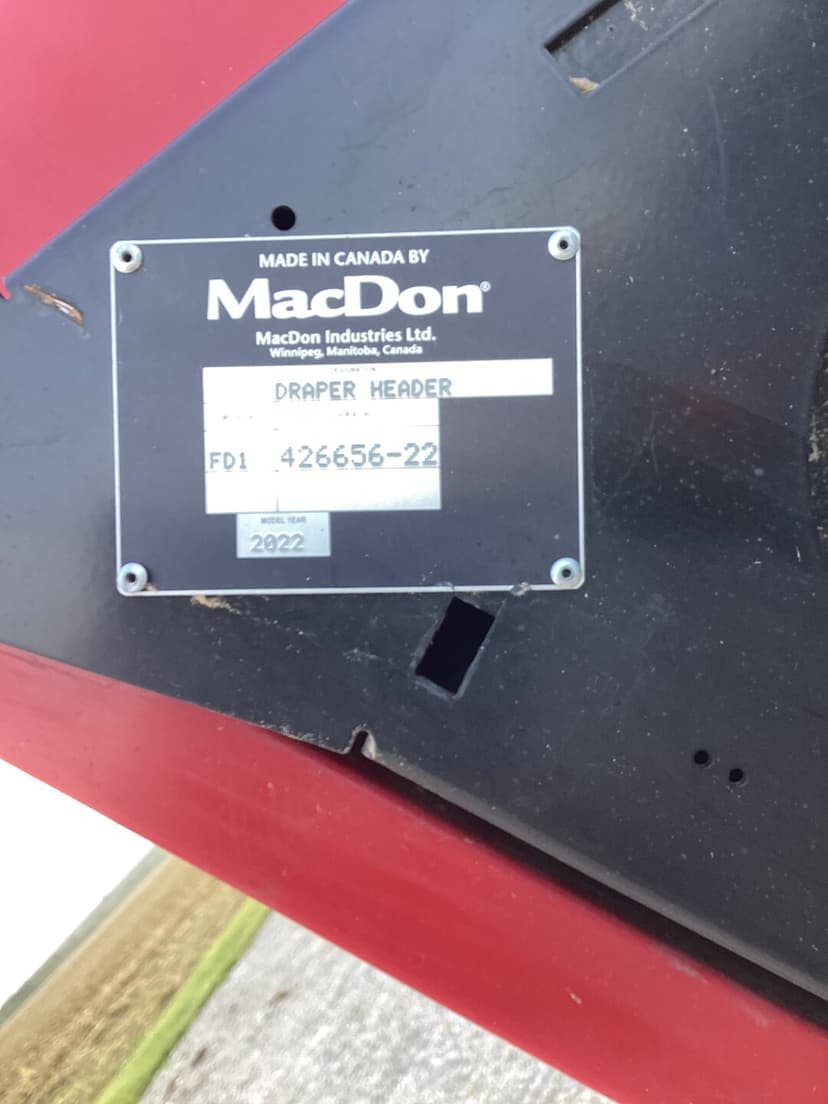 MADE IN CANADA BY
MacDon®
MacDon Industries Ltd.
Winnipeg, Manitoba, Canada
DRAPER HEADER
FD1 426656-22
MODEL YEAR
2022